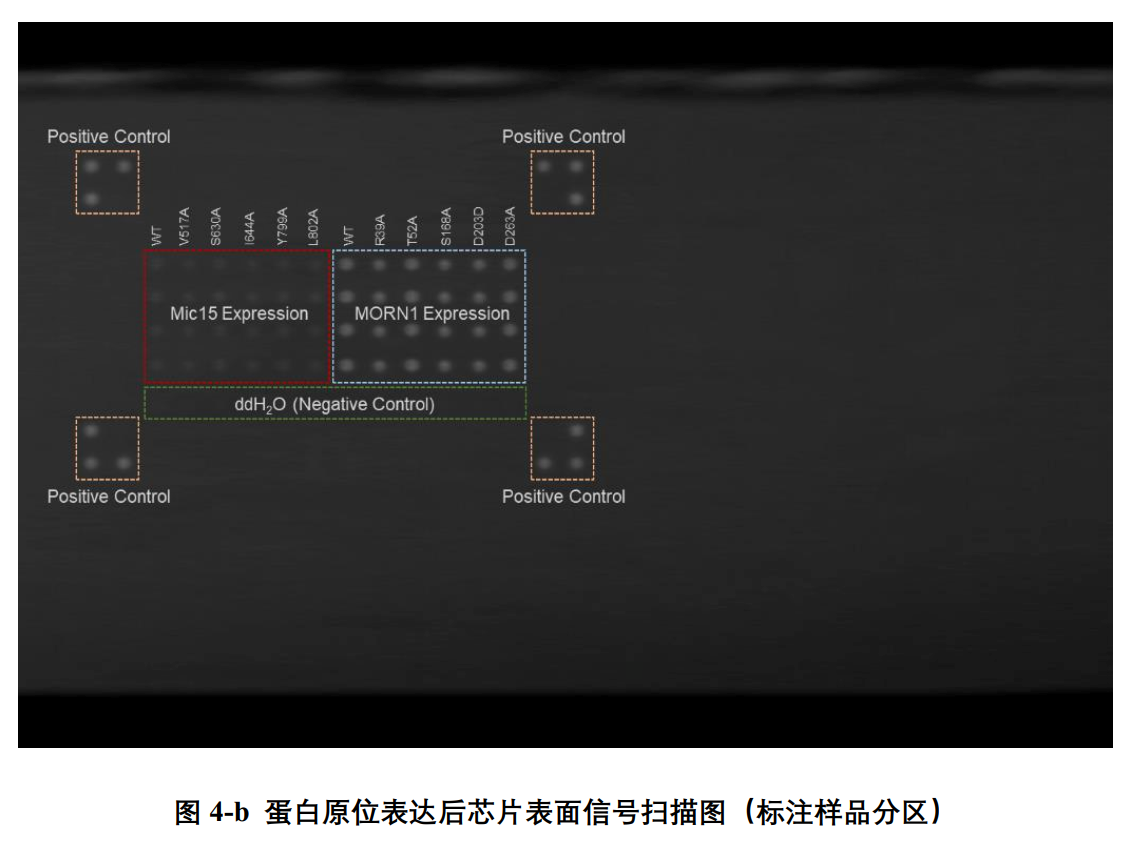 Positive Control
Positive Control
WT
V517A
S630A
I644A
Y799A
L802A
WT
R39A
T52A
S168A
D203D
D263A
Mic15 Expression
MORN1 Expression
ddH₂O (Negative Control)
Positive Control
Positive Control
图 4-b 蛋白原位表达后芯片表面信号扫描图（标注样品分区）